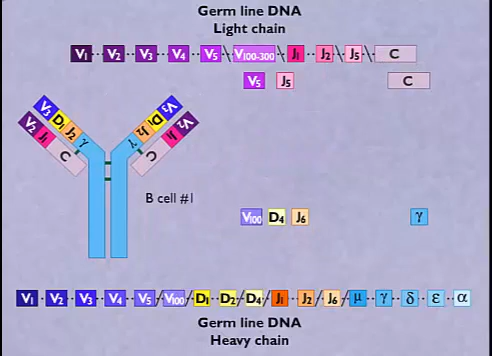 Germ line DNA
Light chain
V1 V2 V3 V4 V5 V100-300 J1 J2 J5 C
V5 J5 C
V3 D1 J2 γ
V2 J1 C
V3 D1 J2 γ
V2 J1 C
B cell #1
V100 D4 J6 γ
V1 V2 V3 V4 V5 V100 D1 D2 D4 J1 J2 J6 μ γ δ ε α
Germ line DNA
Heavy chain